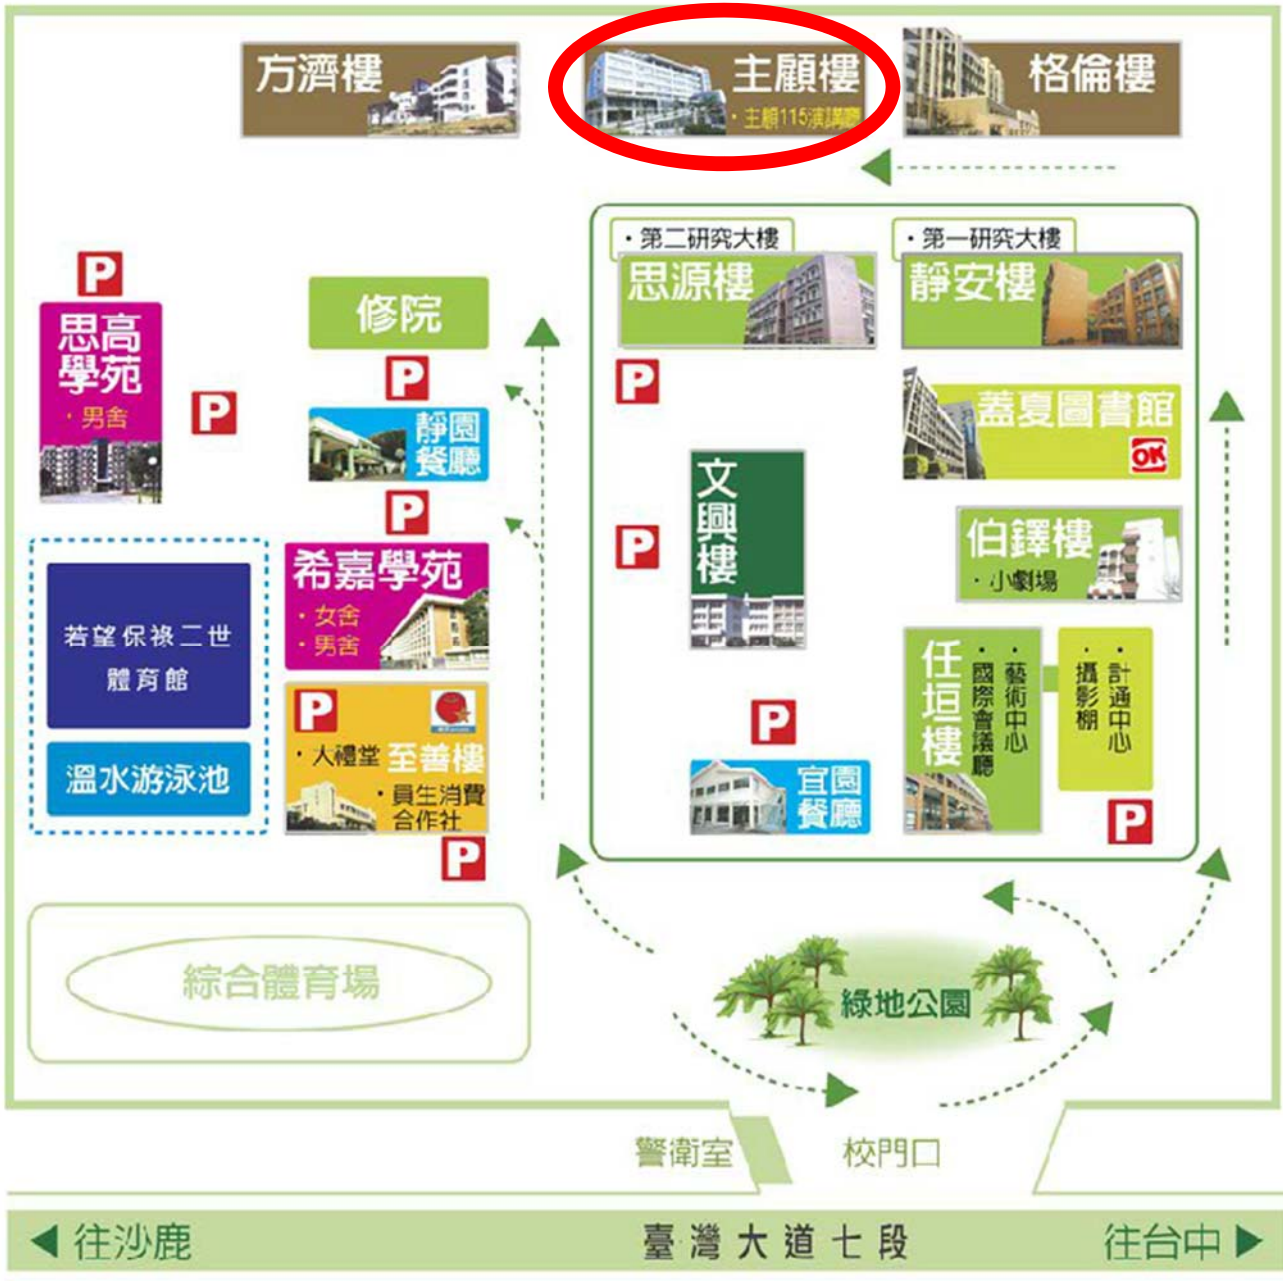 方濟樓
主顧樓
・主顧115演講廳
格倫樓
・第二研究大樓
思源樓
・第一研究大樓
靜安樓
P
思高
學苑
・男舍
P
修院
P
靜園
餐廳
P
希嘉學苑
・女舍
・男舍
若望保祿二世
體育館
溫水游泳池
P
・大禮堂
至善樓
・員生消費
合作社
P
P
P
文興樓
蓋夏圖書館
OK
伯鐸樓
・小劇場
任垣樓
・藝術中心
・國際會議廳
・計通中心
・攝影棚
P
P
宜園
餐廳
綜合體育場
綠地公園
警衛室
校門口
往沙鹿
臺灣大道七段
往台中